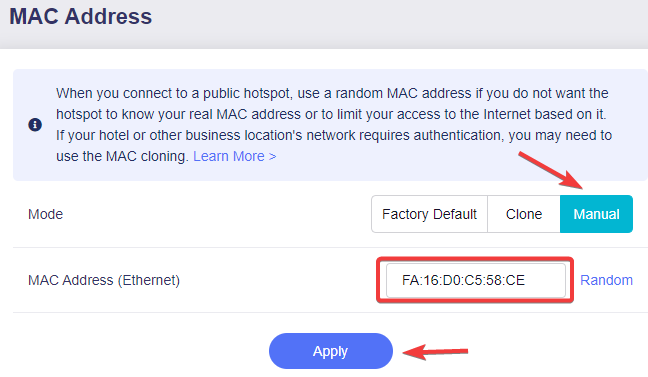 MAC Address
When you connect to a public hotspot, use a random MAC address if you do not want the
hotspot to know your real MAC address or to limit your access to the Internet based on it.
If your hotel or other business location's network requires authentication, you may need to
use the MAC cloning. Learn More >
Mode Factory Default Clone Manual
MAC Address (Ethernet) FA:16:D0:C5:58:CE Random
Apply